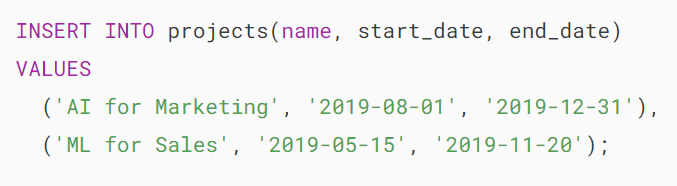 INSERT INTO projects(name, start_date, end_date)
VALUES
('AI for Marketing', '2019-08-01', '2019-12-31'),
('ML for Sales', '2019-05-15', '2019-11-20');